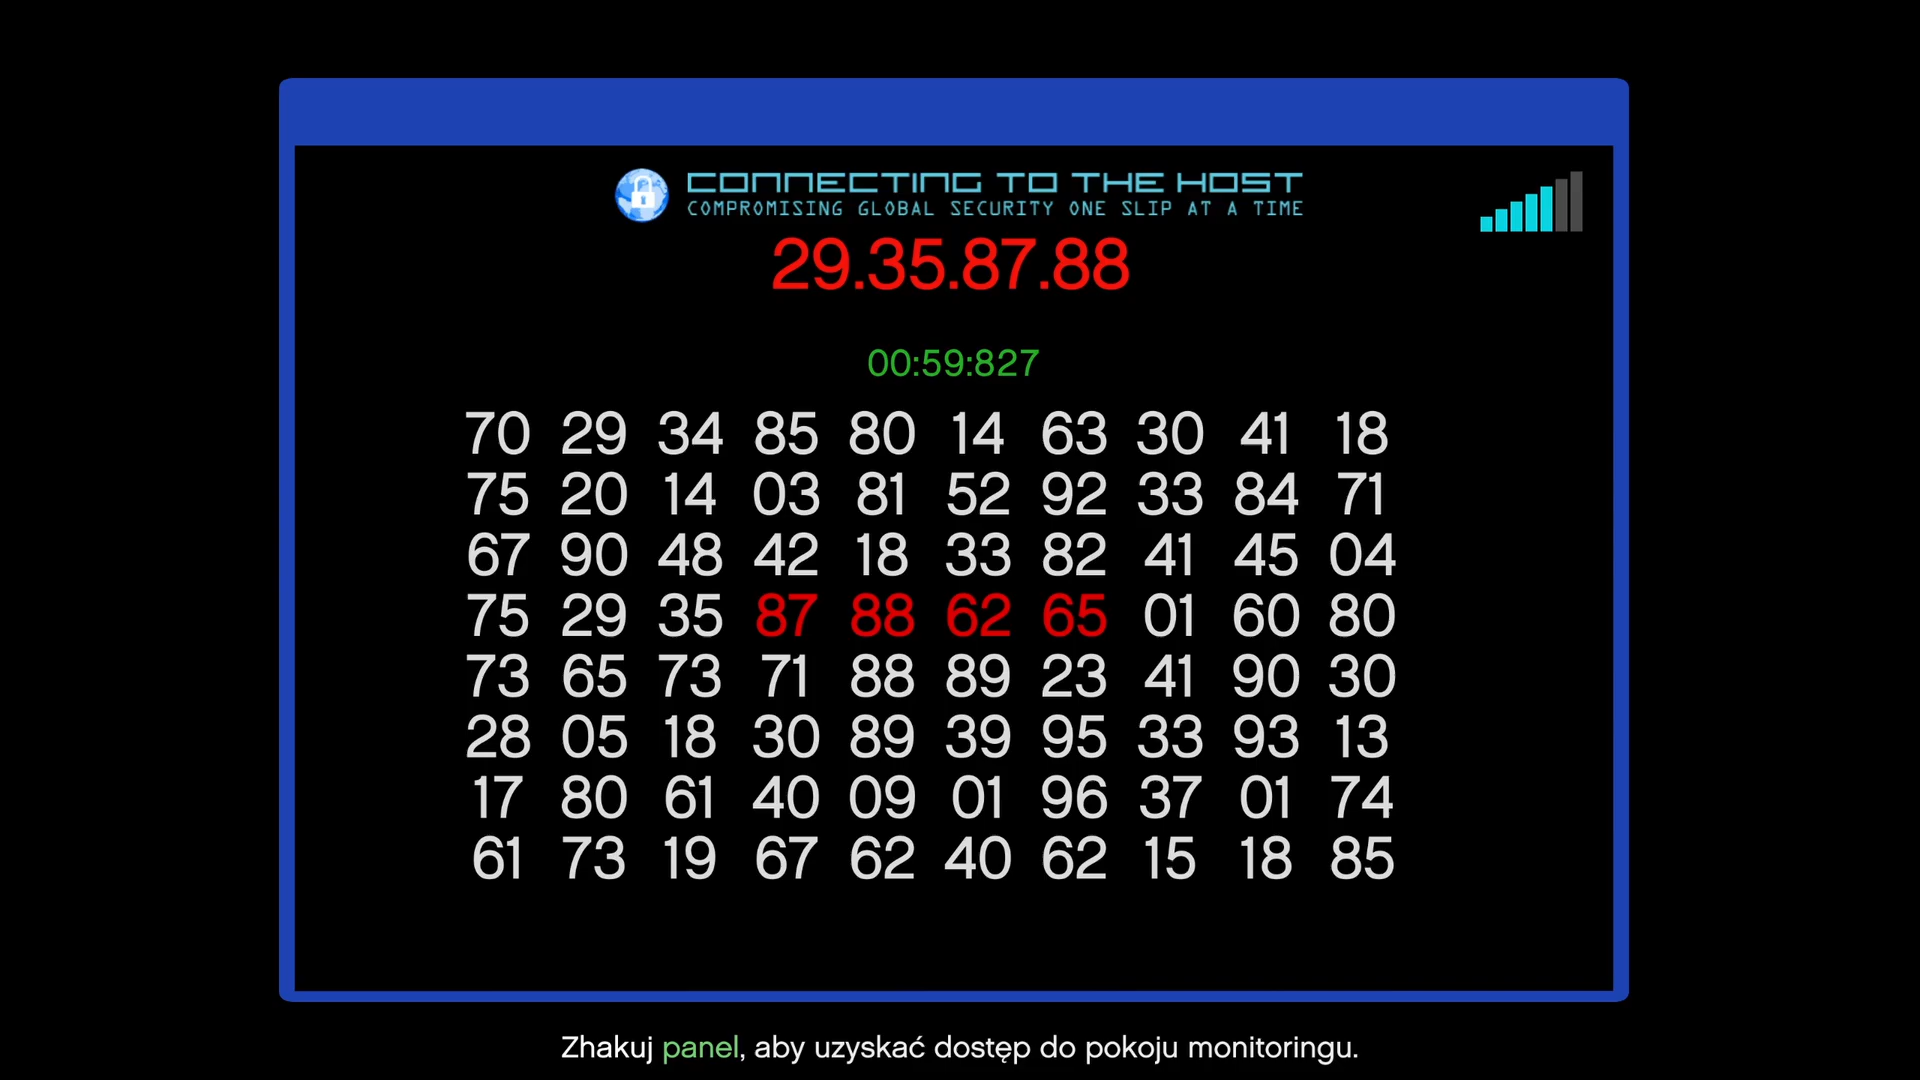 CONNECTING TO THE HOST
COMPROMISING GLOBAL SECURITY ONE SLIP AT A TIME
29.35.87.88
00:59:827
70 29 34 85 80 14 63 30 41 18
75 20 14 03 81 52 92 33 84 71
67 90 48 42 18 33 82 41 45 04
75 29 35 87 88 62 65 01 60 80
73 65 73 71 88 89 23 41 90 30
28 05 18 30 89 39 95 33 93 13
17 80 61 40 09 01 96 37 01 74
61 73 19 67 62 40 62 15 18 85
Zhakuj panel, aby uzyskać dostęp do pokoju monitoringu.